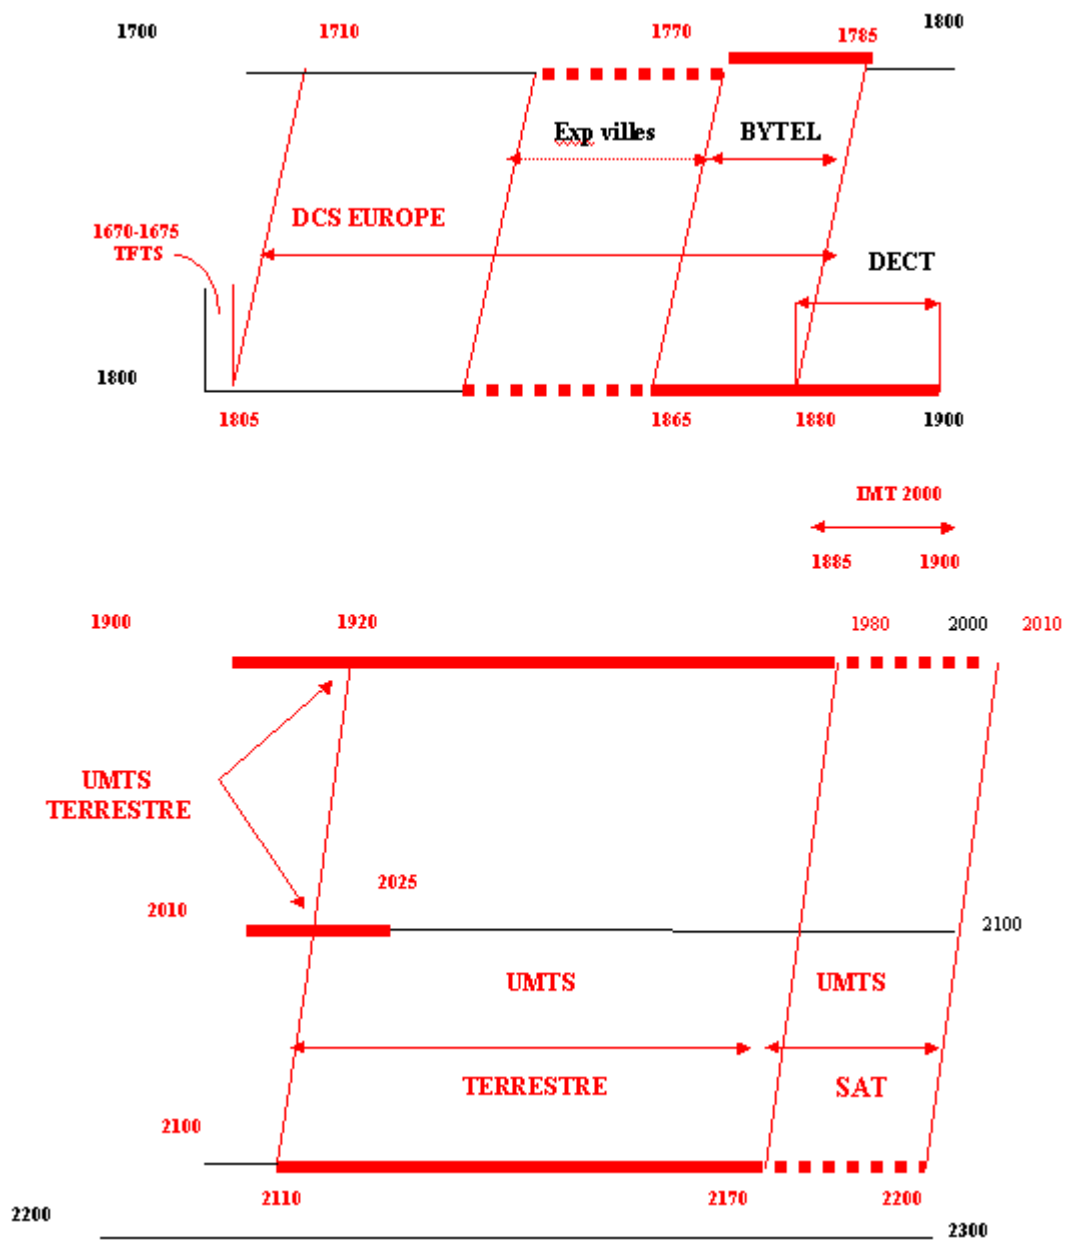 1700 1710 1770 1785 1800
Exp villes BYTEL
DCS EUROPE
1670-1675
TFTS
DECT
1800
1805 1865 1880 1900
IMT 2000
1885 1900
1900 1920 1980 2000 2010
UMTS
TERRESTRE
2025
2010
2100
UMTS UMTS
TERRESTRE SAT
2100
2110 2170 2200
2200
2300